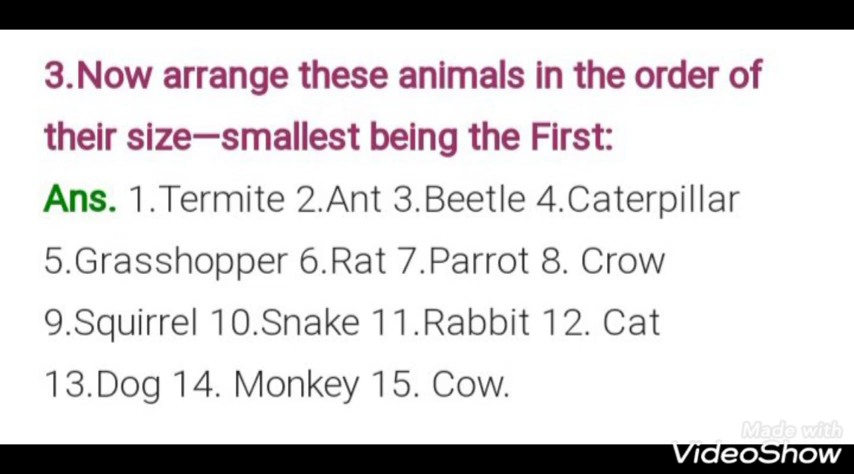 3.Now arrange these animals in the order of
their size—smallest being the First:
Ans. 1.Termite 2.Ant 3.Beetle 4.Caterpillar
5.Grasshopper 6.Rat 7.Parrot 8. Crow
9.Squirrel 10.Snake 11.Rabbit 12. Cat
13.Dog 14. Monkey 15. Cow.
Made with
VideoShow